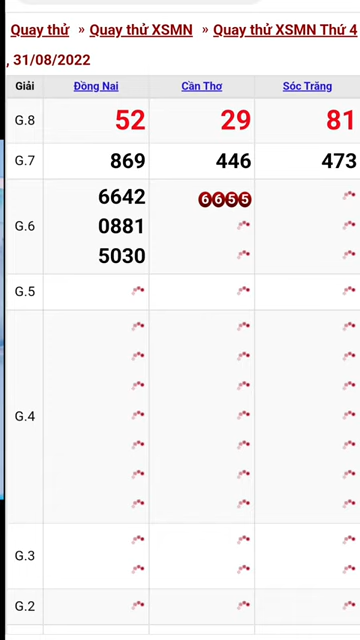 Quay thử » Quay thử XSMN » Quay thử XSMN Thứ 4
, 31/08/2022
Giải Đồng Nai Cần Thơ Sóc Trăng
G.8 52 29 81
G.7 869 446 473
G.6 6642 6655
0881
5030
G.5
G.4
G.3
G.2